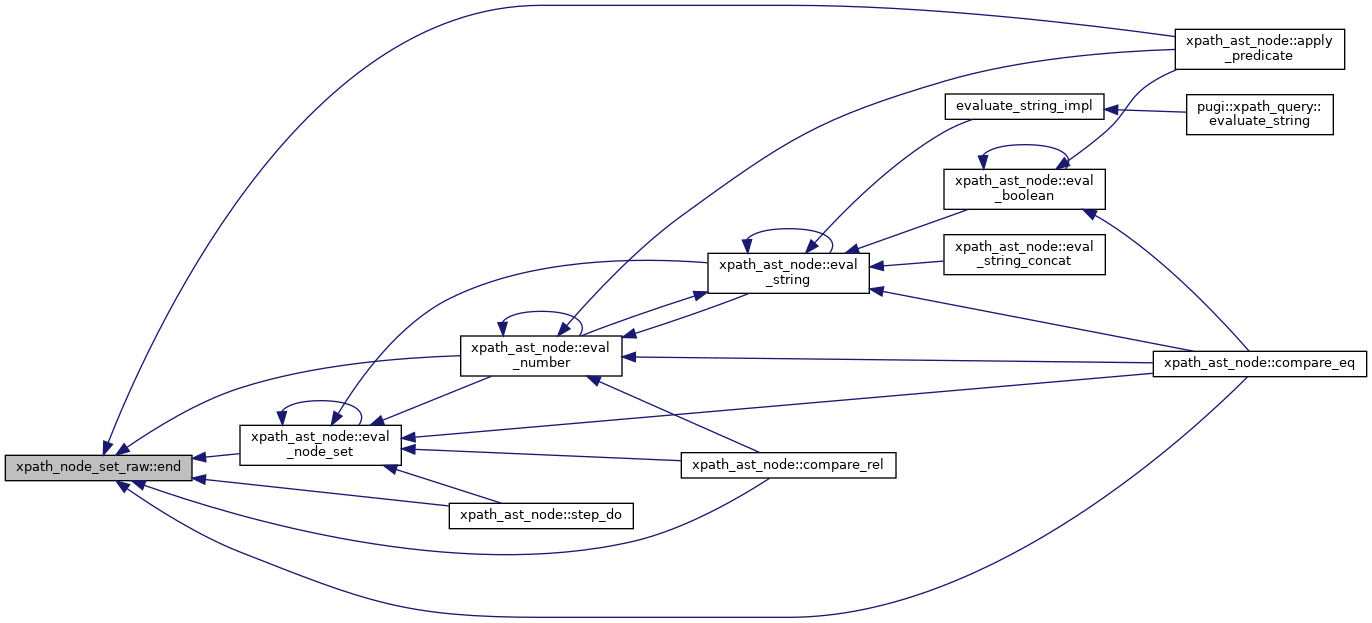 xpath_ast_node::apply
_predicate
evaluate_string_impl
pugi::xpath_query::
evaluate_string
xpath_ast_node::eval
_boolean
xpath_ast_node::eval
_string_concat
xpath_ast_node::eval
_string
xpath_ast_node::eval
_number
xpath_ast_node::compare_eq
xpath_ast_node::eval
_node_set
xpath_node_set_raw::end
xpath_ast_node::compare_rel
xpath_ast_node::step_do